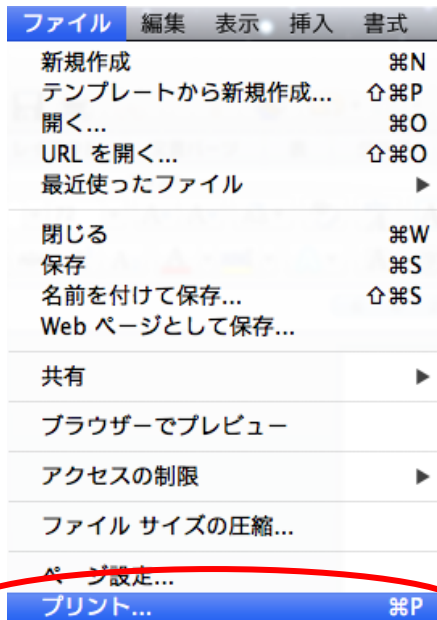 ファイル 編集 表示 挿入 書式
新規作成 ⌘N
テンプレートから新規作成... ⇧⌘P
開く... ⌘O
URL を開く... ⇧⌘O
最近使ったファイル ▶
閉じる ⌘W
保存 ⌘S
名前を付けて保存... ⇧⌘S
Web ページとして保存...
共有 ▶
ブラウザーでプレビュー
アクセスの制限 ▶
ファイル サイズの圧縮...
ページ設定...
プリント... ⌘P